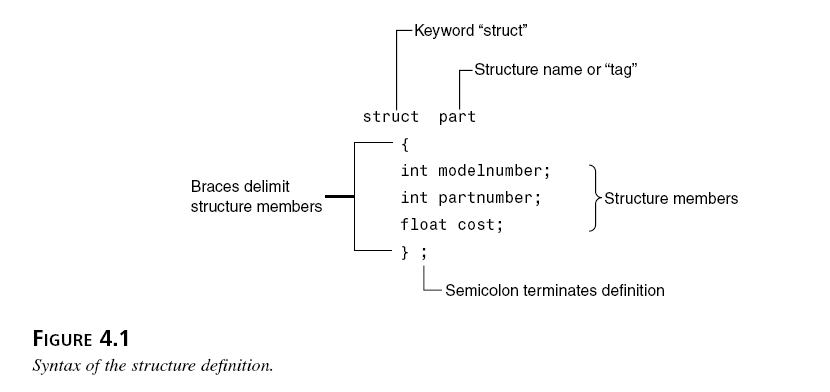 Keyword “struct”
Structure name or “tag”
struct part
{
int modelnumber;
Braces delimit
structure members
int partnumber;
Structure members
float cost;
} ;
Semicolon terminates definition
FIGURE 4.1
Syntax of the structure definition.